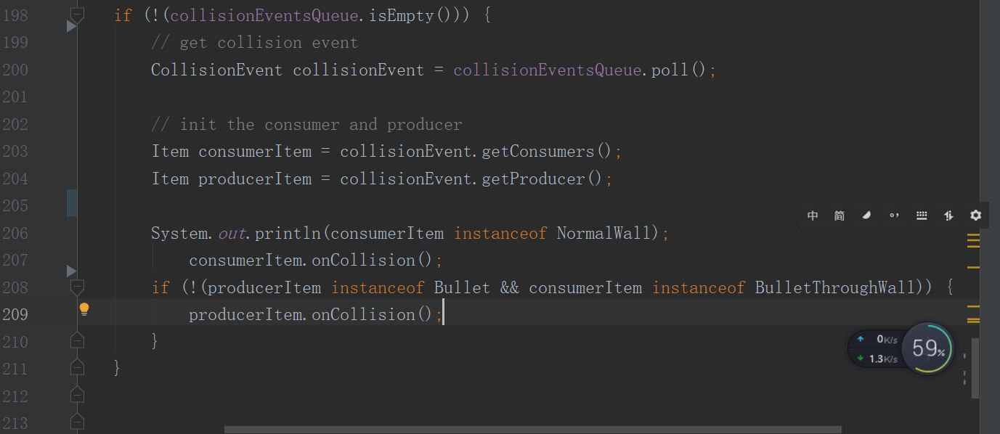 198 if (!(collisionEventsQueue.isEmpty())) {
199 // get collision event
200 CollisionEvent collisionEvent = collisionEventsQueue.poll();
201
202 // init the consumer and producer
203 Item consumerItem = collisionEvent.getConsumers();
204 Item producerItem = collisionEvent.getProducer();
205
中 简
206 System.out.println(consumerItem instanceof NormalWall);
207 consumerItem.onCollision();
208 if (!(producerItem instanceof Bullet && consumerItem instanceof BulletThroughWall)) {
209 producerItem.onCollision();
210 }
0K/s
59%
1.3K/s
211 }
212
213